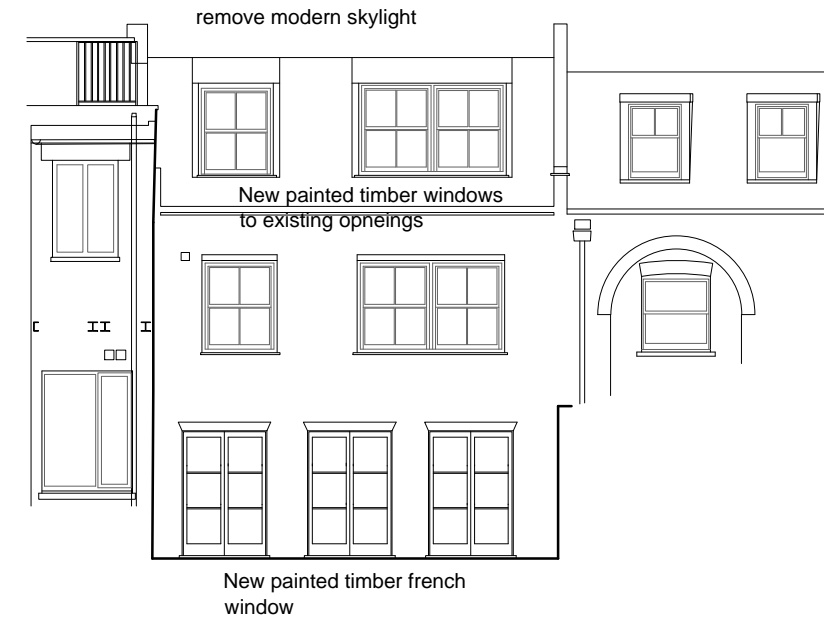 remove modern skylight
New painted timber windows
to existing opneings
New painted timber french
window